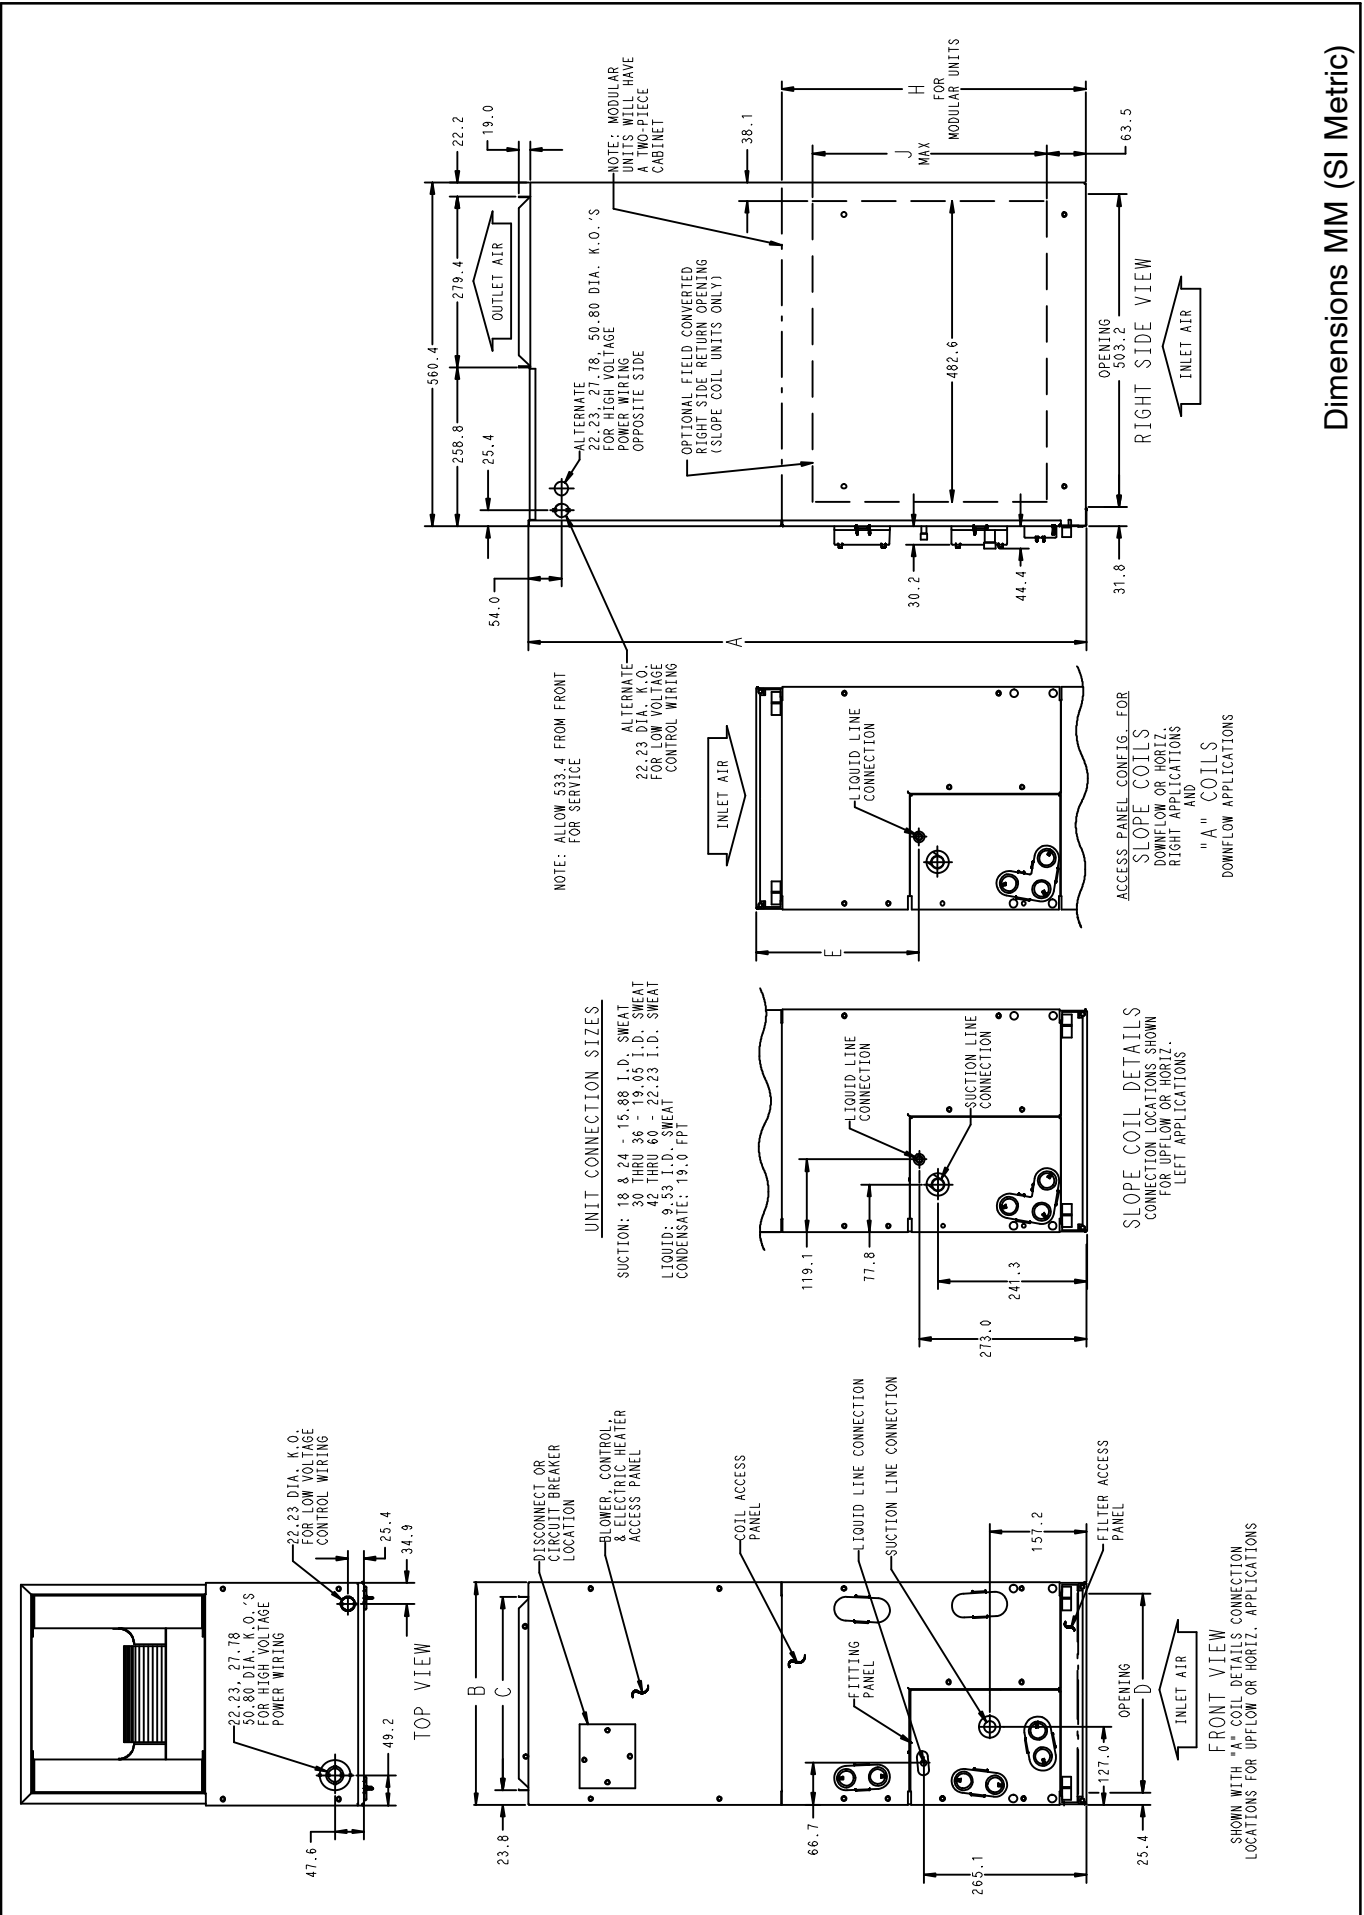 Dimensions MM (SI Metric)
22.23, 27.78
50.80 DIA. K.O.'S
FOR HIGH VOLTAGE
POWER WIRING
22.23 DIA. K.O.
FOR LOW VOLTAGE
CONTROL WIRING
47.6
49.2
25.4
34.9
TOP VIEW
B
C
23.8
DISCONNECT OR
CIRCUIT BREAKER
LOCATION
BLOWER, CONTROL,
& ELECTRIC HEATER
ACCESS PANEL
COIL ACCESS
PANEL
FITTING
PANEL
LIQUID LINE CONNECTION
SUCTION LINE CONNECTION
66.7
265.1
127.0
157.2
FILTER ACCESS
PANEL
OPENING
D
25.4
INLET AIR
FRONT VIEW
SHOWN WITH "A" COIL DETAILS CONNECTION
LOCATIONS FOR UPFLOW OR HORIZ. APPLICATIONS
UNIT CONNECTION SIZES
SUCTION: 18 & 24 - 15.88 I.D. SWEAT
30 THRU 36 - 19.05 I.D. SWEAT
42 THRU 60 - 22.23 I.D. SWEAT
LIQUID: 9.53 I.D. SWEAT
CONDENSATE: 19.0 FPT
119.1
77.8
LIQUID LINE
CONNECTION
SUCTION LINE
CONNECTION
273.0
241.3
SLOPE COIL DETAILS
CONNECTION LOCATIONS SHOWN
FOR UPFLOW OR HORIZ.
LEFT APPLICATIONS
NOTE: ALLOW 533.4 FROM FRONT
FOR SERVICE
INLET AIR
E
LIQUID LINE
CONNECTION
ACCESS PANEL CONFIG. FOR
SLOPE COILS
DOWNFLOW OR HORIZ.
RIGHT APPLICATIONS
AND
"A" COILS
DOWNFLOW APPLICATIONS
560.4
22.2
19.0
258.8
279.4
25.4
54.0
OUTLET AIR
ALTERNATE
22.23, 27.78, 50.80 DIA. K.O.'S
FOR HIGH VOLTAGE
POWER WIRING
OPPOSITE SIDE
NOTE: MODULAR
UNITS WILL HAVE
A TWO-PIECE
CABINET
ALTERNATE
22.23 DIA. K.O.
FOR LOW VOLTAGE
CONTROL WIRING
OPTIONAL FIELD CONVERTED
RIGHT SIDE RETURN OPENING
(SLOPE COIL UNITS ONLY)
A
38.1
J
MAX
H
FOR
MODULAR UNITS
482.6
30.2
44.4
31.8
63.5
OPENING
503.2
RIGHT SIDE VIEW
INLET AIR